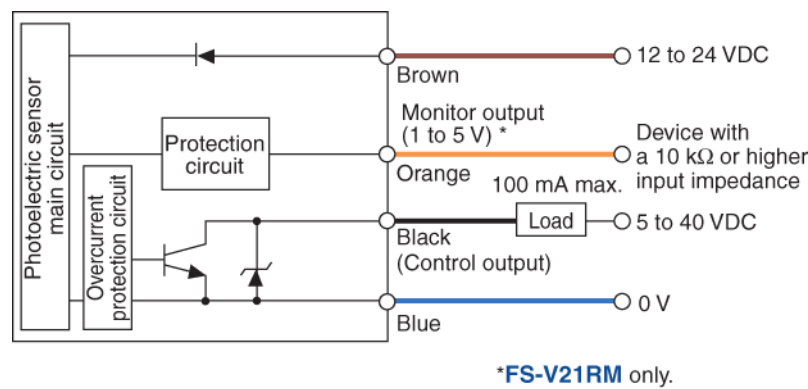 Photoelectric sensor
main circuit
12 to 24 VDC
Brown
Monitor output
(1 to 5 V) *
Protection
circuit
Orange
Device with
a 10 kΩ or higher
input impedance
100 mA max.
Overcurrent
protection circuit
Load
5 to 40 VDC
Black
(Control output)
0 V
Blue
*FS-V21RM only.